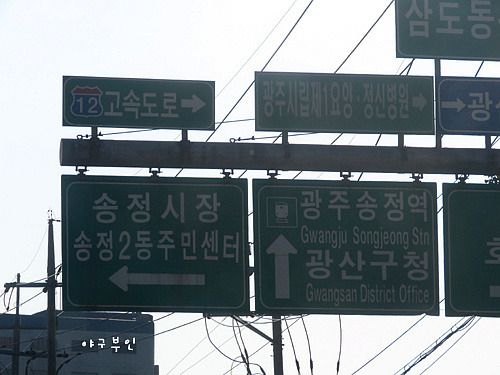 삼도동
12 고속도로
광주시립제1요양·정신병원
광
송정시장
송정2동주민센터
광주송정역
Gwangju Songjeong Stn
광산구청
Gwangsan District Office
야구부인